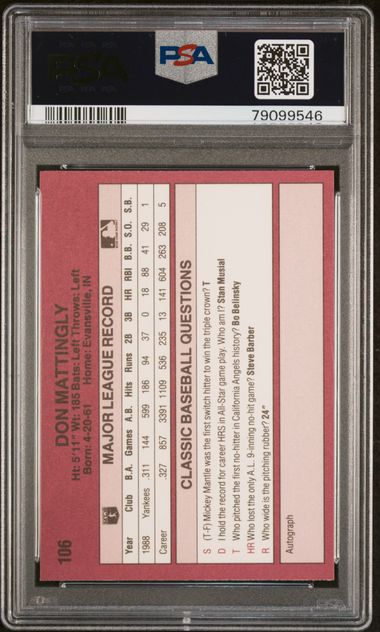 PSA
PSA
79099546
106
DON MATTINGLY
Ht: 5'11" Wt: 185 Bats: Left Throws: Left
Born: 4-20-61 Home: Evansville, IN
MAJOR LEAGUE RECORD
Year Club B.A. Games A.B. Hits Runs 2B 3B HR RBI B.B. S.O. S.B.
1988 Yankees .311 144 599 186 94 37 0 18 88 41 29 1
Career .327 857 3391 1109 536 235 13 141 604 263 208 5
CLASSIC BASEBALL QUESTIONS
S (T-F) Mickey Mantle was the first switch hitter to win the triple crown? T
D I hold the record for career HRS in All-Star game play. Who am I? Stan Musial
T Who pitched the first no-hitter in California Angels history? Bo Belinsky
HR Who lost the only A.L. 9-inning no-hit game? Steve Barber
R Who wide is the pitching rubber? 24"
Autograph